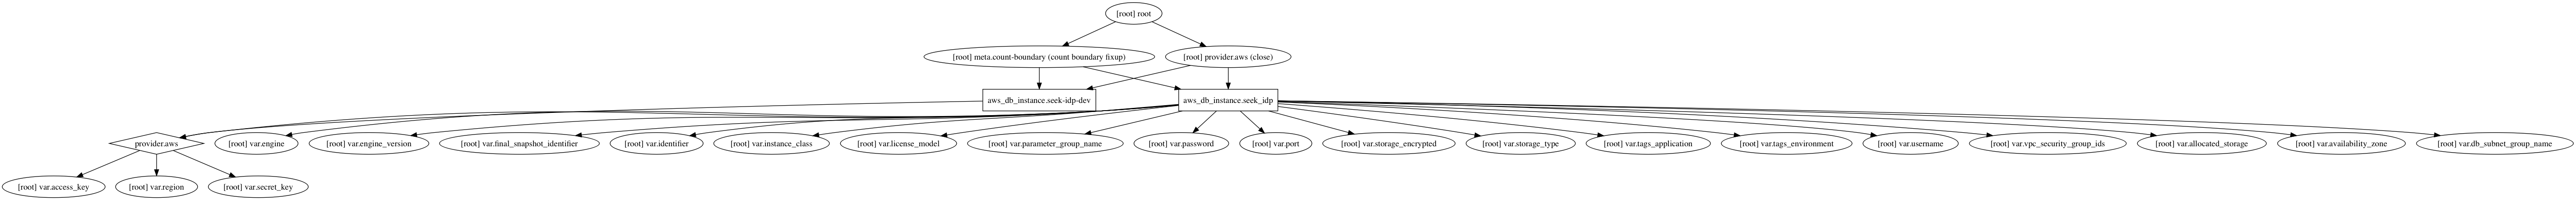 [root] root
[root] meta.count-boundary (count boundary fixup)
[root] provider.aws (close)
aws_db_instance.seek-idp-dev
aws_db_instance.seek_idp
provider.aws
[root] var.engine
[root] var.engine_version
[root] var.final_snapshot_identifier
[root] var.identifier
[root] var.instance_class
[root] var.license_model
[root] var.parameter_group_name
[root] var.password
[root] var.port
[root] var.storage_encrypted
[root] var.storage_type
[root] var.tags_application
[root] var.tags_environment
[root] var.username
[root] var.vpc_security_group_ids
[root] var.allocated_storage
[root] var.availability_zone
[root] var.db_subnet_group_name
[root] var.access_key
[root] var.region
[root] var.secret_key